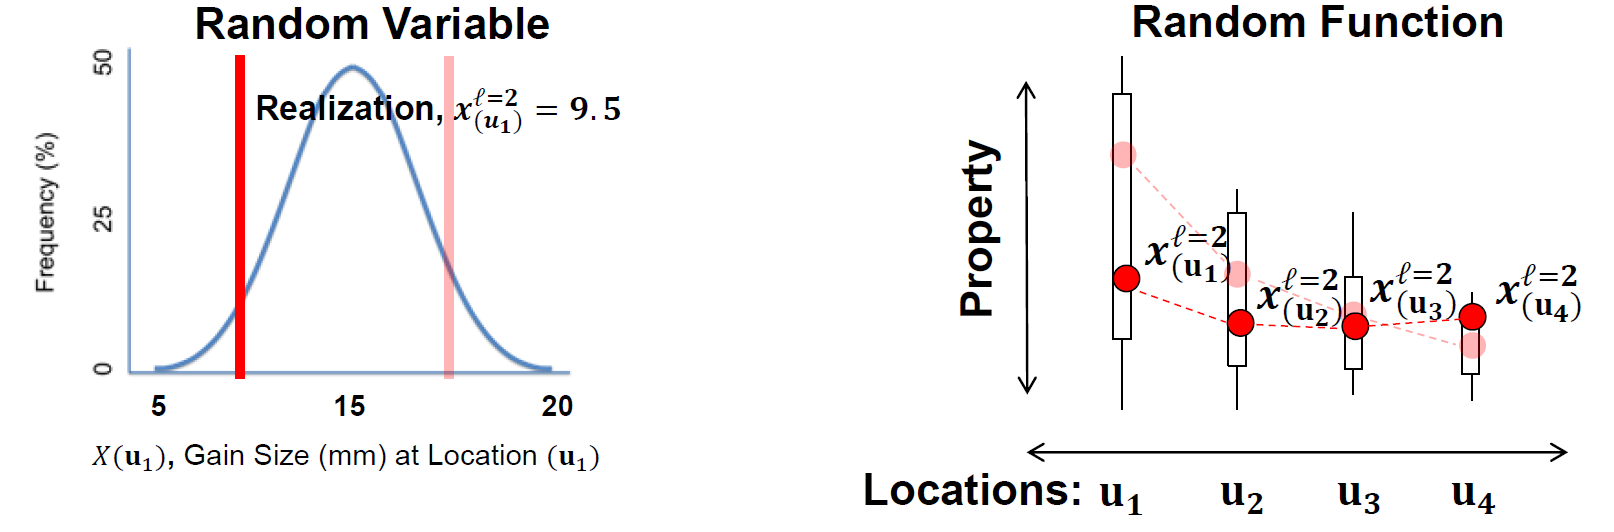 Random Variable
50
25
0
Frequency (%)
Realization, x^{ℓ=2}_{(u_1)} = 9.5
5 15 20
X(u_1), Gain Size (mm) at Location (u_1)
Random Function
Property
x^{ℓ=2}_{(u_1)}
x^{ℓ=2}_{(u_2)}
x^{ℓ=2}_{(u_3)}
x^{ℓ=2}_{(u_4)}
Locations: u_1 u_2 u_3 u_4